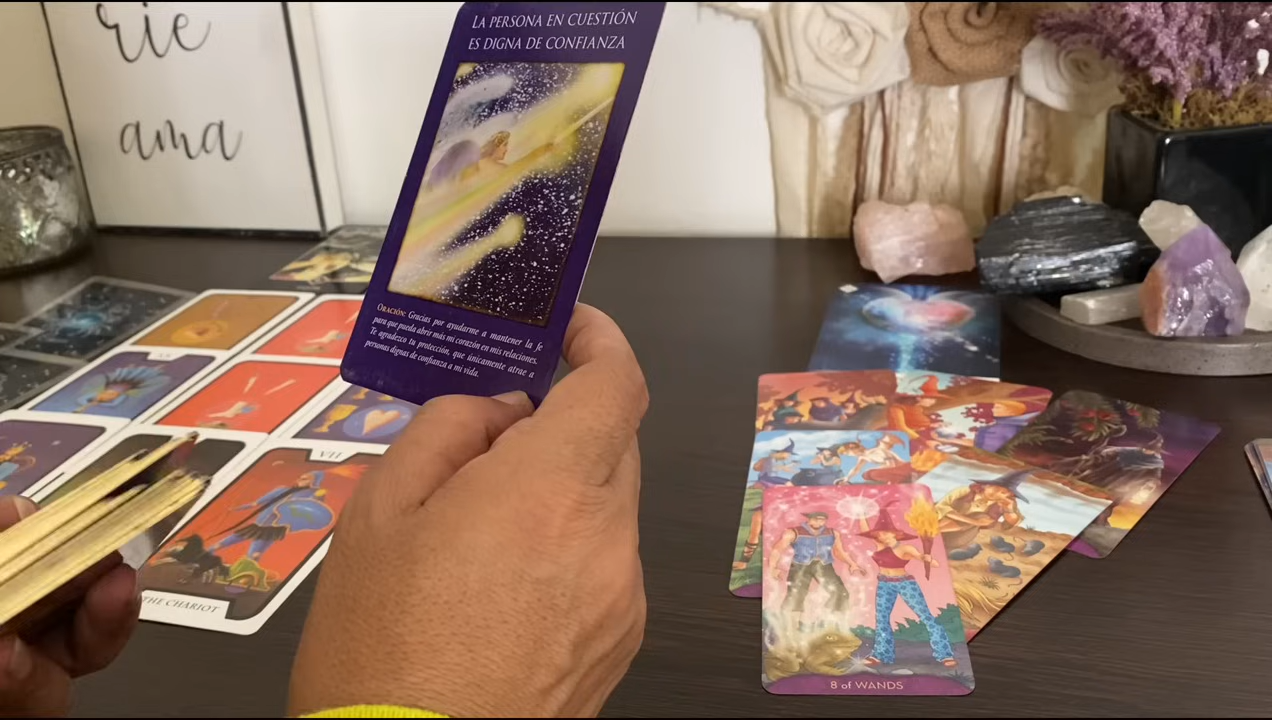 rie
ama
LA PERSONA EN CUESTIÓN
ES DIGNA DE CONFIANZA
ORACIÓN: Gracias por ayudarme a mantener la fe
para que pueda abrir más mi corazón en mis relaciones.
Te agradezco tu protección, que únicamente atrae a
personas dignas de confianza a mi vida.
XX
VII
THE CHARIOT
8 of WANDS